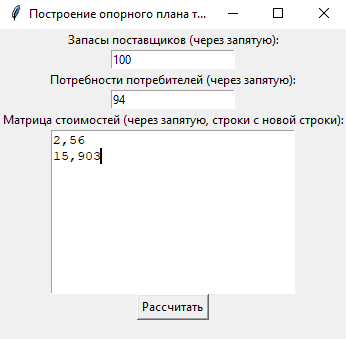 Построение опорного плана т...
Запасы поставщиков (через запятую):
100
Потребности потребителей (через запятую):
94
Матрица стоимостей (через запятую, строки с новой строки):
2,56
15,903
Рассчитать